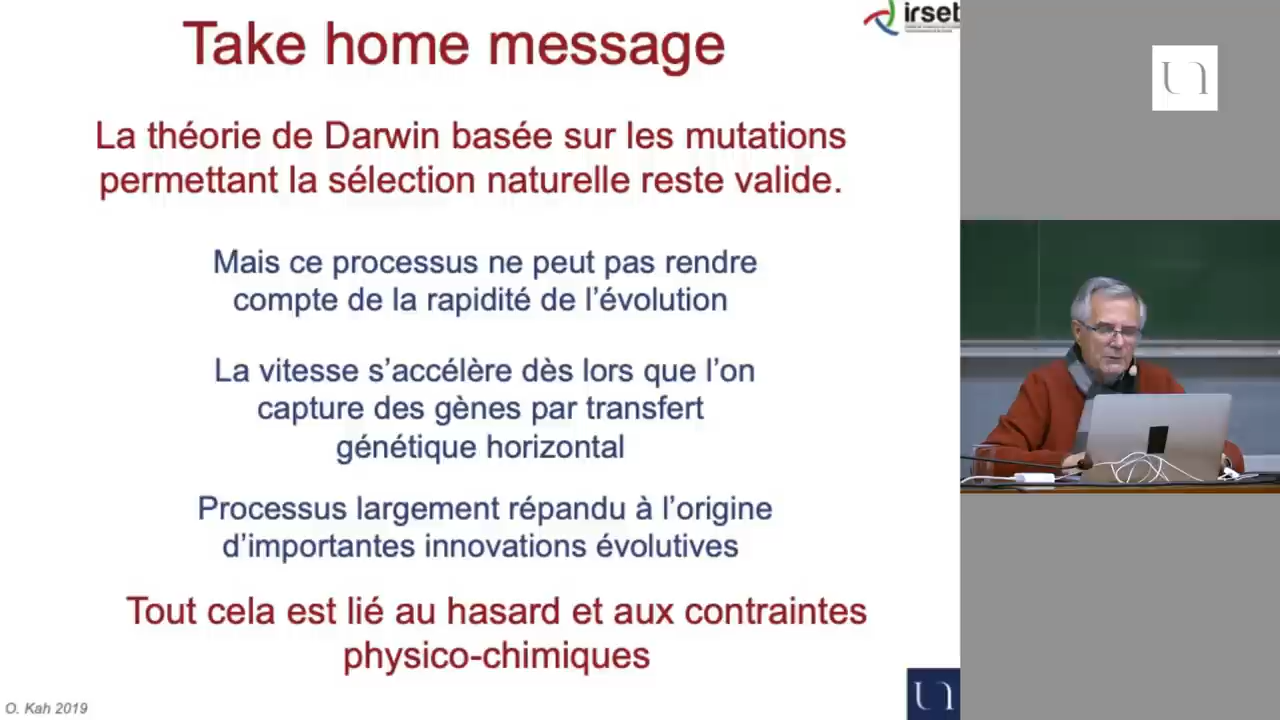 Take home message
irset
La théorie de Darwin basée sur les mutations
permettant la sélection naturelle reste valide.
Mais ce processus ne peut pas rendre
compte de la rapidité de l’évolution
La vitesse s’accélère dès lors que l’on
capture des gènes par transfert
génétique horizontal
Processus largement répandu à l’origine
d’importantes innovations évolutives
Tout cela est lié au hasard et aux contraintes
physico-chimiques
O. Kah 2019